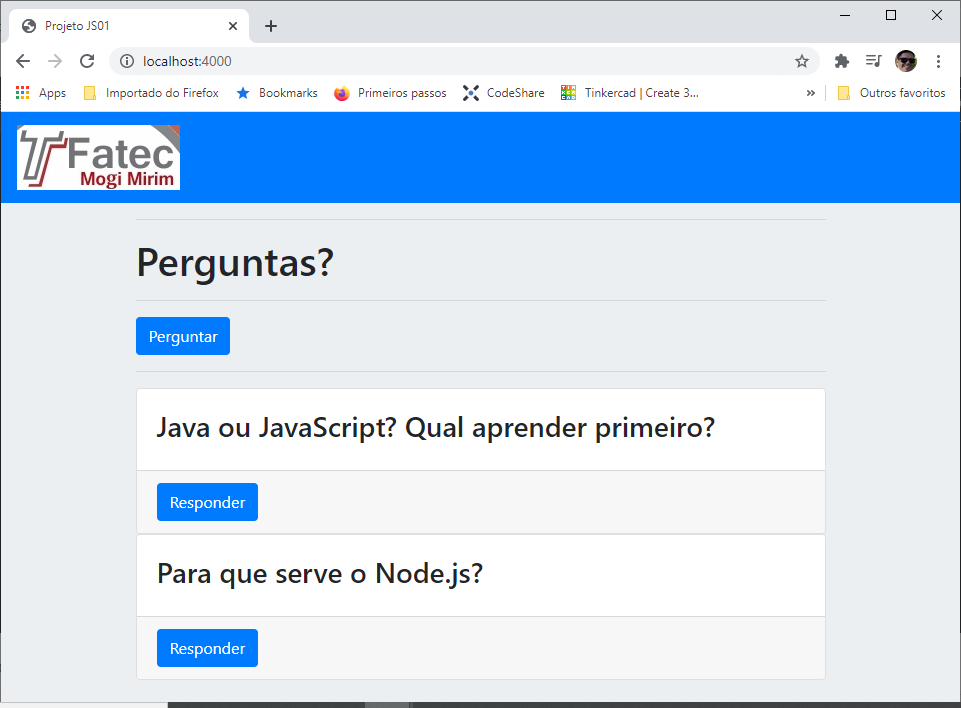 Projeto JS01
localhost:4000
Apps Importado do Firefox Bookmarks Primeiros passos CodeShare Tinkercad | Create 3... » Outros favoritos
Fatec
Mogi Mirim
Perguntas?
Perguntar
Java ou JavaScript? Qual aprender primeiro?
Responder
Para que serve o Node.js?
Responder